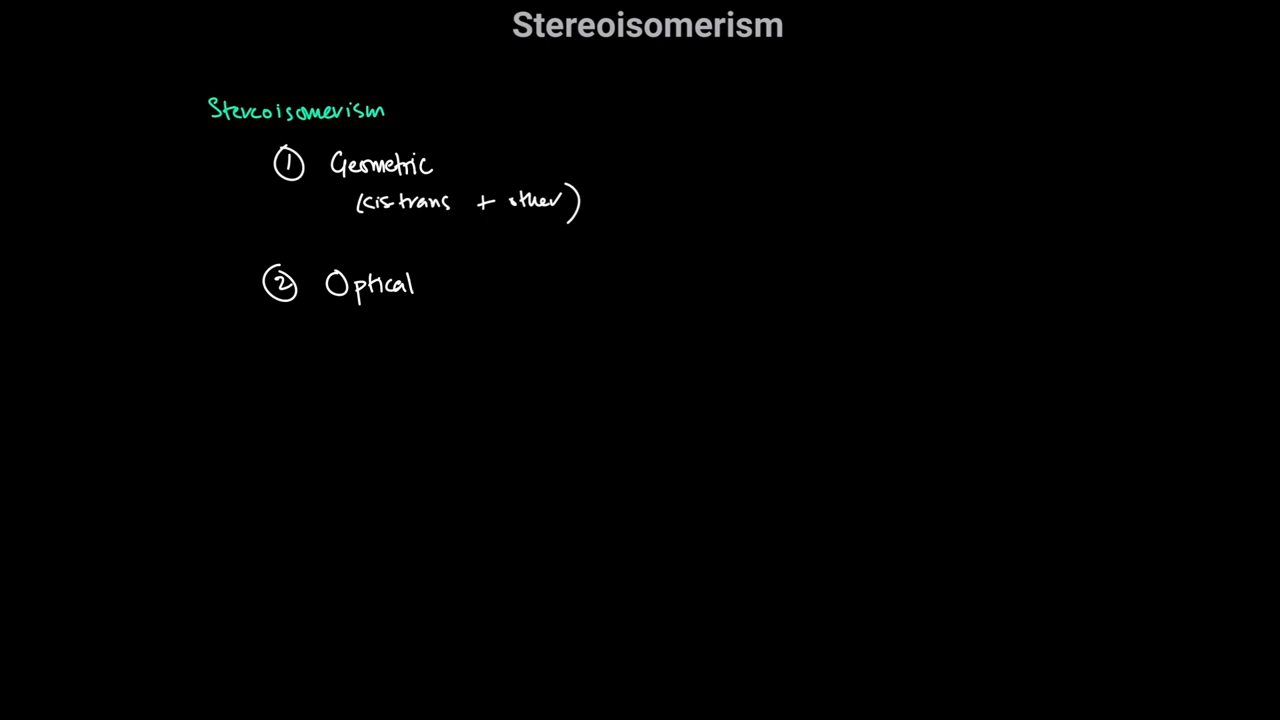 Stereoisomerism
Stereoisomerism
① Geometric
(cis-trans + other)
② Optical